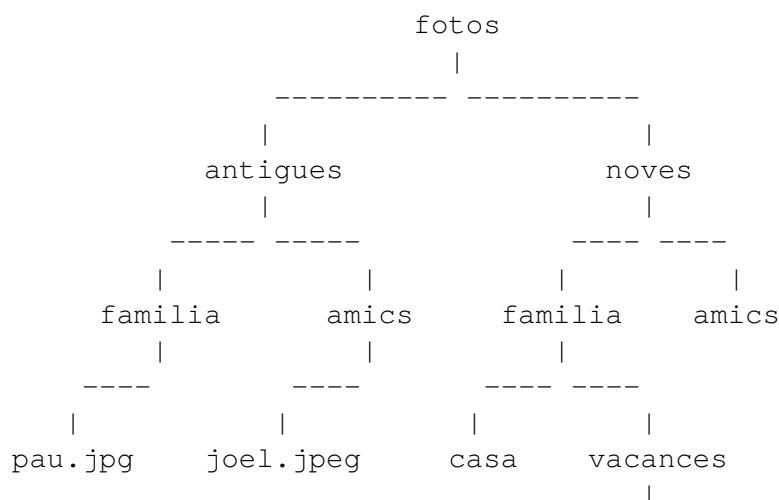 fotos
|
---------- ----------
| |
antigues noves
| |
----- ----- ---- ----
| | | |
familia amics familia amics
| | |
---- ---- ---- ----
| | | |
pau.jpg joel.jpeg casa vacances
|